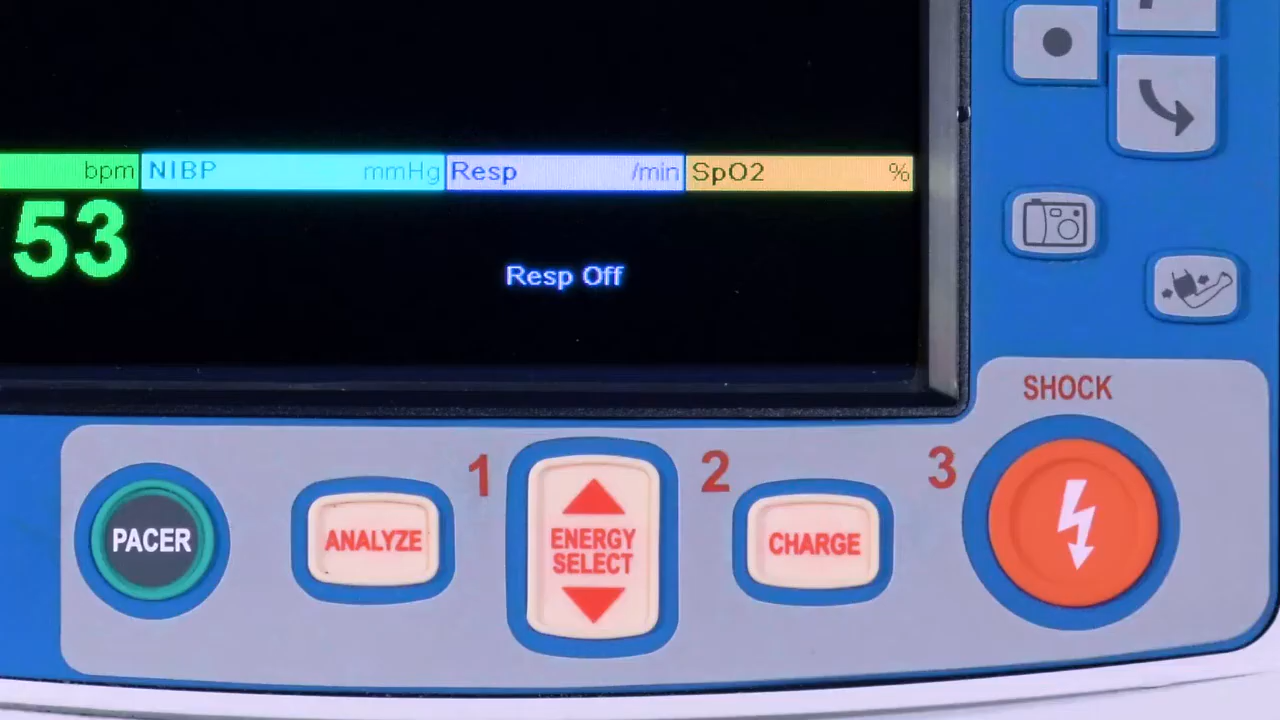 bpm NIBP mmHg Resp /min SpO2 %
53
Resp Off
SHOCK
1 2 3
PACER ANALYZE ENERGY SELECT CHARGE